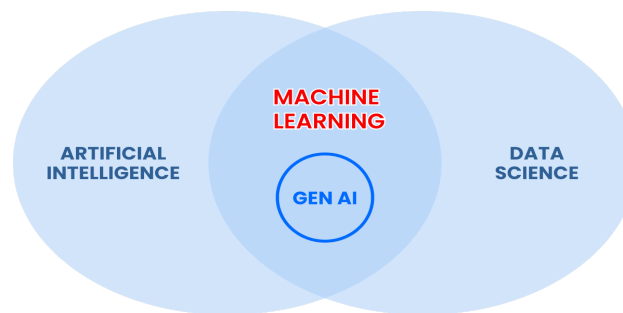 MACHINE
LEARNING
ARTIFICIAL
INTELLIGENCE
DATA
SCIENCE
GEN AI